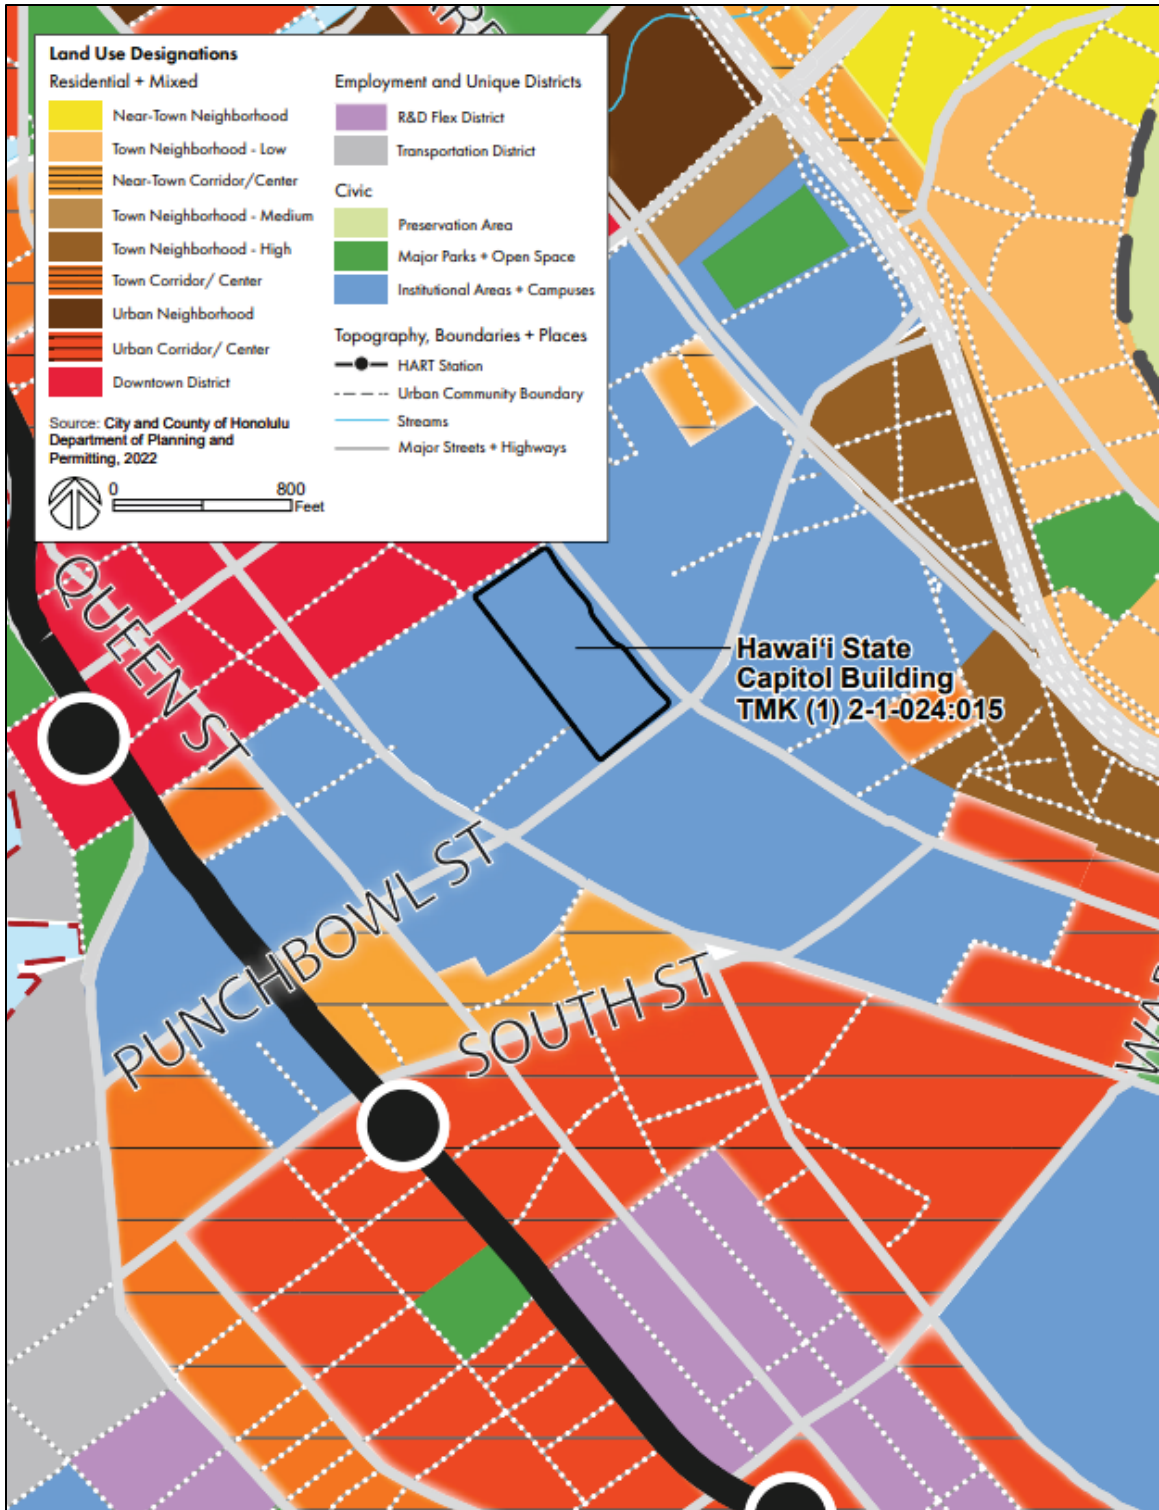 Land Use Designations
Residential + Mixed
Near-Town Neighborhood
Town Neighborhood - Low
Near-Town Corridor/Center
Town Neighborhood - Medium
Town Neighborhood - High
Town Corridor/ Center
Urban Neighborhood
Urban Corridor/ Center
Downtown District
Source: City and County of Honolulu
Department of Planning and
Permitting, 2022
0 800
Feet
Employment and Unique Districts
R&D Flex District
Transportation District
Civic
Preservation Area
Major Parks + Open Space
Institutional Areas + Campuses
Topography, Boundaries + Places
HART Station
Urban Community Boundary
Streams
Major Streets + Highways
QUEEN ST
Hawaiʻi State
Capitol Building
TMK (1) 2-1-024:015
PUNCHBOWL ST
SOUTH ST